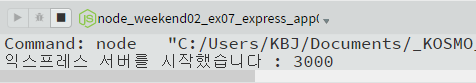 node_weekend02_ex07_express_app
Command: node "C:/Users/KBJ/Documents/_KOSMO_
익스프레스 서버를 시작했습니다 : 3000